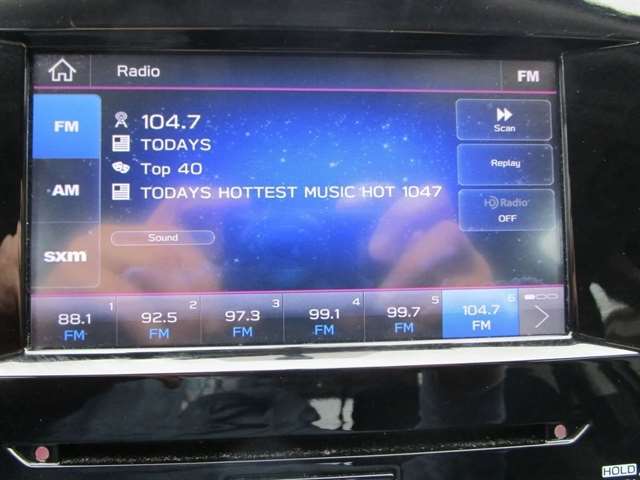 Radio FM
FM
104.7
TODAYS
Top 40
TODAYS HOTTEST MUSIC HOT 1047
Sound
AM
sxm
Scan
Replay
HD Radio
OFF
1 2 3 4 5 6
88.1 92.5 97.3 99.1 99.7 104.7
FM FM FM FM FM FM
HOLD